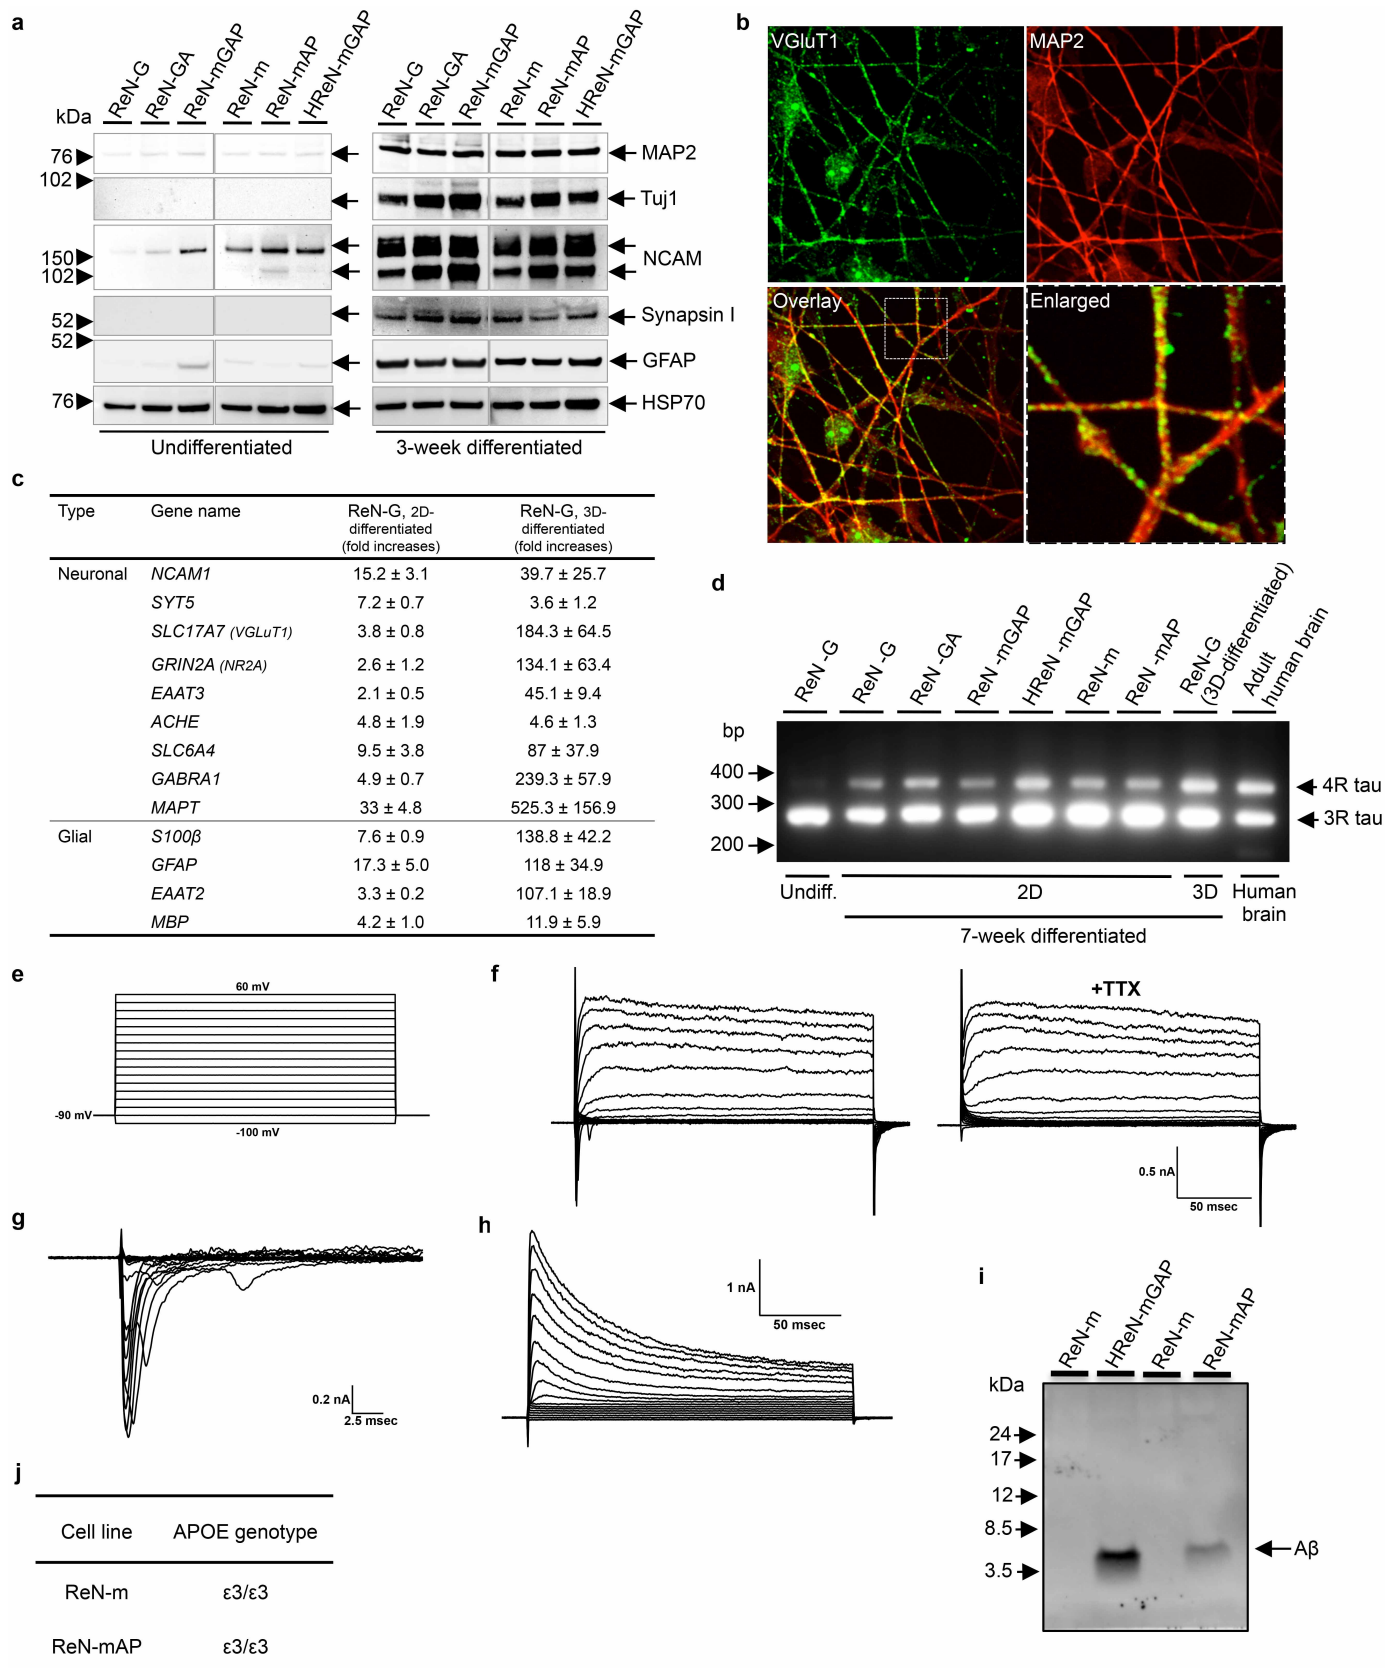 a
ReN-G
ReN-GA
ReN-mGAP
ReN-m
ReN-mAP
HReN-mGAP
ReN-G
ReN-GA
ReN-mGAP
ReN-m
ReN-mAP
HReN-mGAP
kDa
76
MAP2
102
Tuj1
150
102
NCAM
52
Synapsin I
52
GFAP
76
HSP70
Undifferentiated
3-week differentiated
b
VGluT1
MAP2
Overlay
Enlarged
c
Type Gene name ReN-G, 2D-differentiated (fold increases) ReN-G, 3D-differentiated (fold increases)
Neuronal NCAM1 15.2 ± 3.1 39.7 ± 25.7
SYT5 7.2 ± 0.7 3.6 ± 1.2
SLC17A7 (VGLuT1) 3.8 ± 0.8 184.3 ± 64.5
GRIN2A (NR2A) 2.6 ± 1.2 134.1 ± 63.4
EAAT3 2.1 ± 0.5 45.1 ± 9.4
ACHE 4.8 ± 1.9 4.6 ± 1.3
SLC6A4 9.5 ± 3.8 87 ± 37.9
GABRA1 4.9 ± 0.7 239.3 ± 57.9
MAPT 33 ± 4.8 525.3 ± 156.9
Glial S100β 7.6 ± 0.9 138.8 ± 42.2
GFAP 17.3 ± 5.0 118 ± 34.9
EAAT2 3.3 ± 0.2 107.1 ± 18.9
MBP 4.2 ± 1.0 11.9 ± 5.9
d
ReN -G
ReN -G
ReN -GA
ReN -mGAP
HReN -mGAP
ReN-m
ReN -mAP
ReN-G
(3D-differentiated)
Adult
human brain
bp
400
300
200
4R tau
3R tau
Undiff.
2D
3D
Human
brain
7-week differentiated
e
60 mV
-90 mV
-100 mV
f
+TTX
0.5 nA
50 msec
g
0.2 nA
2.5 msec
h
1 nA
50 msec
i
ReN-m
HReN-mGAP
ReN-m
ReN-mAP
kDa
24
17
12
8.5
3.5
Aβ
j
Cell line APOE genotype
ReN-m ε3/ε3
ReN-mAP ε3/ε3